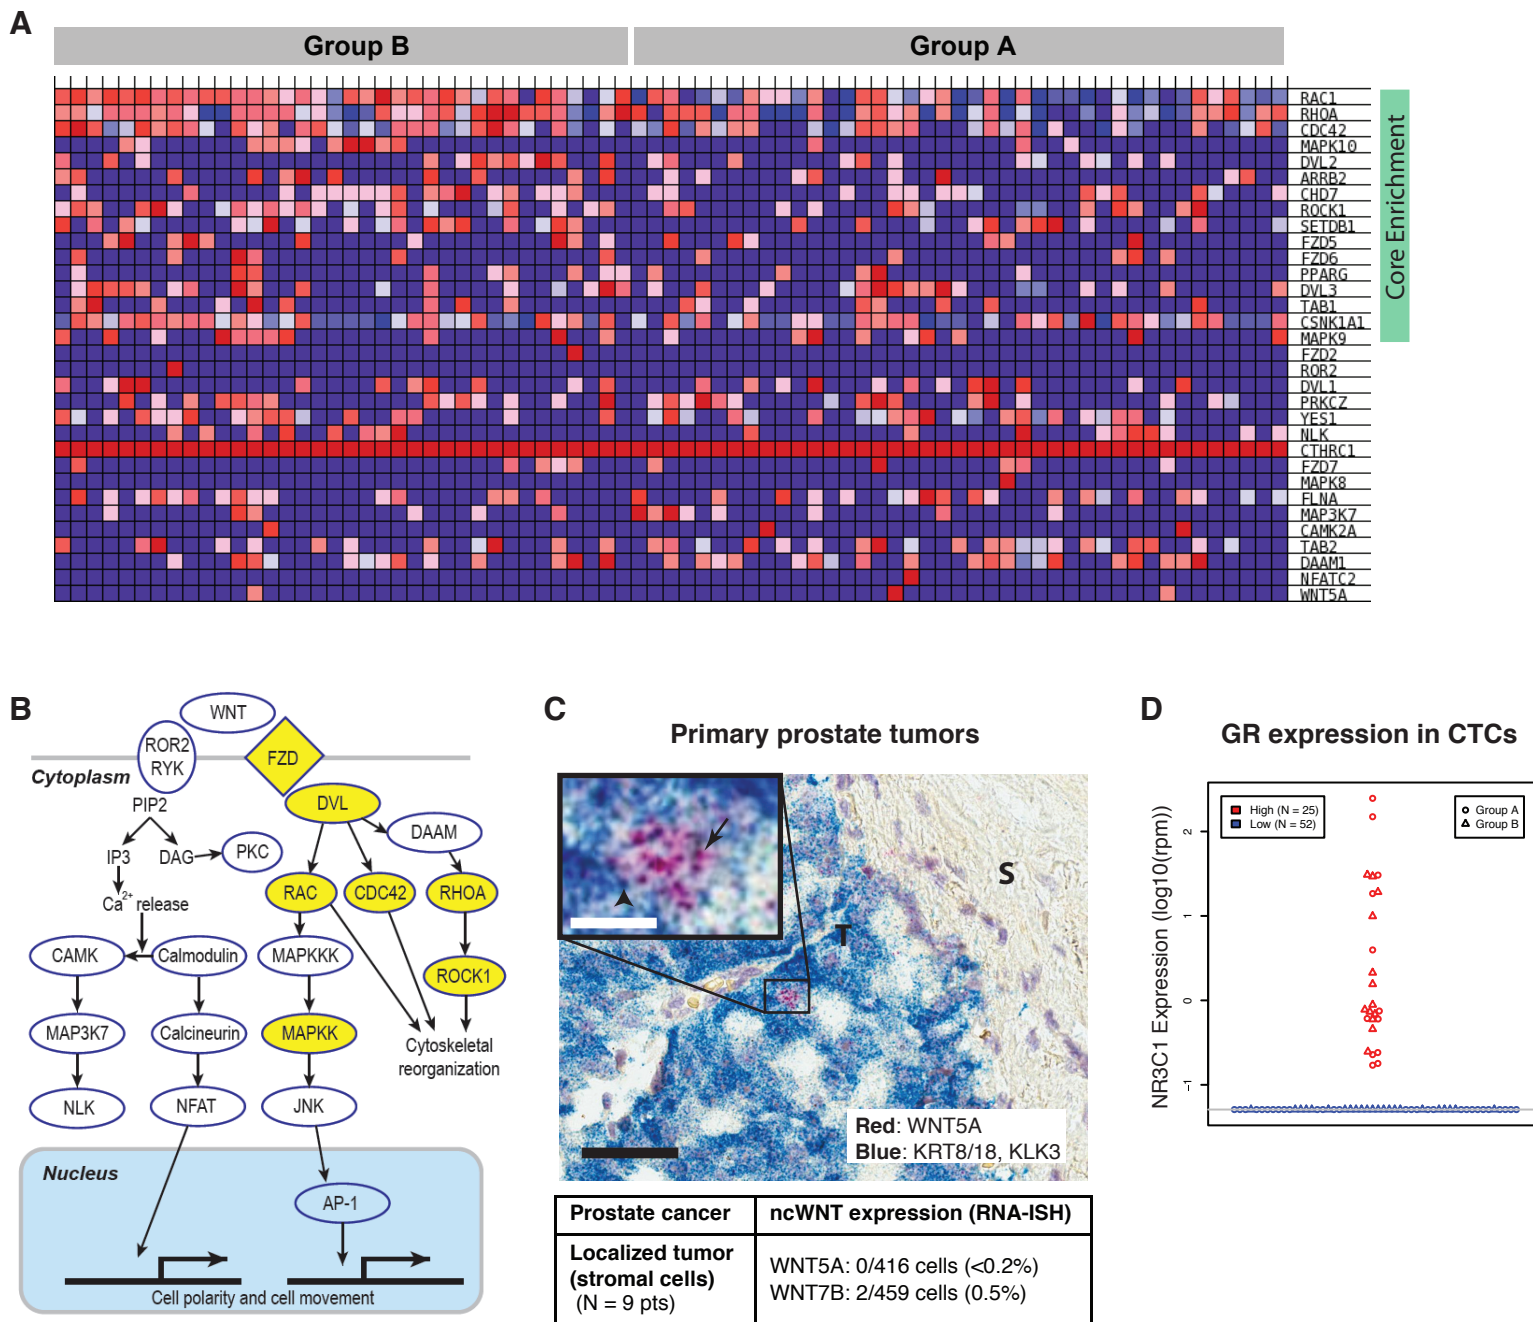 A
Group B
Group A
RAC1
RHOA
CDC42
MAPK10
DVL2
ARRB2
CHD7
ROCK1
SETDB1
FZD5
FZD6
PPARG
DVL3
TAB1
CSNK1A1
MAPK9
FZD2
ROR2
DVL1
PRKCZ
YES1
NLK
CTHRC1
FZD7
MAPK8
FLNA
MAP3K7
CAMK2A
TAB2
DAAM1
NFATC2
WNT5A
Core Enrichment
B
WNT
ROR2
RYK
FZD
Cytoplasm
PIP2
DVL
DAAM
IP3
DAG
PKC
RAC
CDC42
RHOA
Ca2+ release
CAMK
Calmodulin
MAPKKK
ROCK1
MAP3K7
Calcineurin
MAPKK
Cytoskeletal
reorganization
NLK
NFAT
JNK
Nucleus
AP-1
Cell polarity and cell movement
C
Primary prostate tumors
S
T
Red: WNT5A
Blue: KRT8/18, KLK3
Prostate cancer
ncWNT expression (RNA-ISH)
Localized tumor
(stromal cells)
(N = 9 pts)
WNT5A: 0/416 cells (<0.2%)
WNT7B: 2/459 cells (0.5%)
D
GR expression in CTCs
High (N = 25)
Low (N = 52)
Group A
Group B
NR3C1 Expression (log10(rpm))
2
1
0
−1